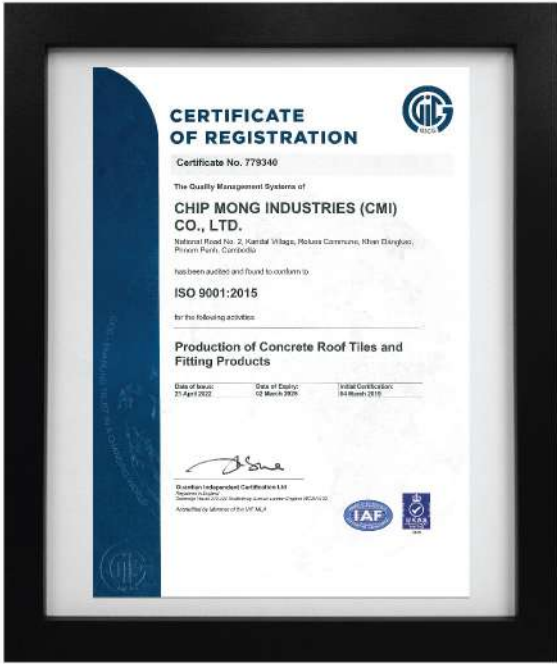 GICG
CERTIFICATE
OF REGISTRATION
Certificate No. 779340
The Quality Management Systems of
CHIP MONG INDUSTRIES (CMI)
CO., LTD.
National Road No. 2, Kandal Village, Roluos Commune, Khan Dangkao,
Phnom Penh, Cambodia
has been audited and found to conform to
ISO 9001:2015
for the following activities
Production of Concrete Roof Tiles and
Fitting Products
Date of Issue: Date of Expiry: Initial Certification:
21 April 2022 02 March 04 March 2019
Guardian Independent Certification Ltd
Registered in England
Accredited by Member of the IAF MLA
IAF
UKAS